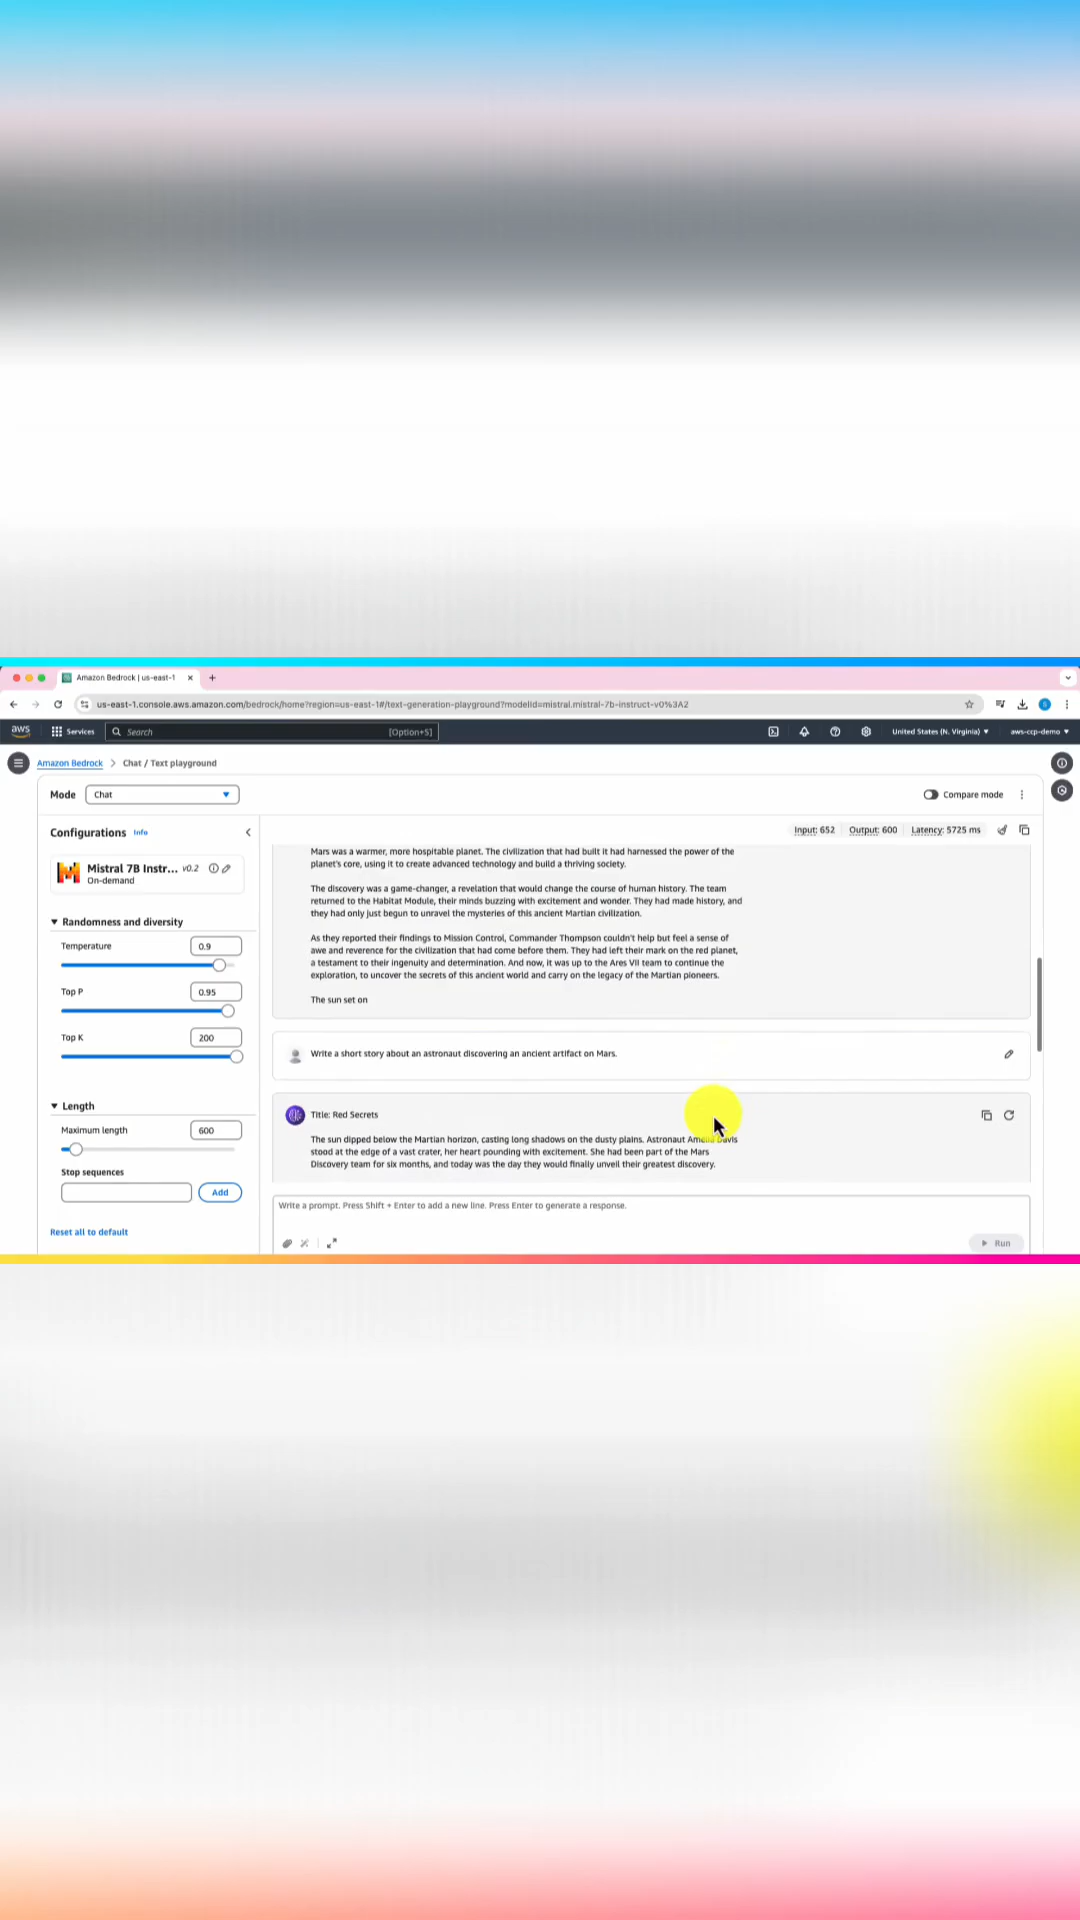 Amazon Bedrock | us-east-1
us-east-1.console.aws.amazon.com/bedrock/home?region=us-east-1#/text-generation-playground?modelId=mistral.mistral-7b-instruct-v0%3A2
aws Services Search [Option+S] United States (N. Virginia) aws-ccp-demo
Amazon Bedrock > Chat / Text playground
Mode Chat Compare mode
Configurations Info
Input: 652 Output: 600 Latency: 5725 ms
Mistral 7B Instr... v0.2
On-demand
Randomness and diversity
Temperature 0.9
Top P 0.95
Top K 200
Length
Maximum length 600
Stop sequences
Add
Reset all to default
Mars was a warmer, more hospitable planet. The civilization that had built it had harnessed the power of the
planet's core, using it to create advanced technology and build a thriving society.
The discovery was a game-changer, a revelation that would change the course of human history. The team
returned to the Habitat Module, their minds buzzing with excitement and wonder. They had made history, and
they had only just begun to unravel the mysteries of this ancient Martian civilization.
As they reported their findings to Mission Control, Commander Thompson couldn't help but feel a sense of
awe and reverence for the civilization that had come before them. They had left their mark on the red planet,
a testament to their ingenuity and determination. And now, it was up to the Ares VII team to continue the
exploration, to uncover the secrets of this ancient world and carry on the legacy of the Martian pioneers.
The sun set on
Write a short story about an astronaut discovering an ancient artifact on Mars.
Title: Red Secrets
The sun dipped below the Martian horizon, casting long shadows on the dusty plains. Astronaut Amelia Davis
stood at the edge of a vast crater, her heart pounding with excitement. She had been part of the Mars
Discovery team for six months, and today was the day they would finally unveil their greatest discovery.
Write a prompt. Press Shift + Enter to add a new line. Press Enter to generate a response.
Run